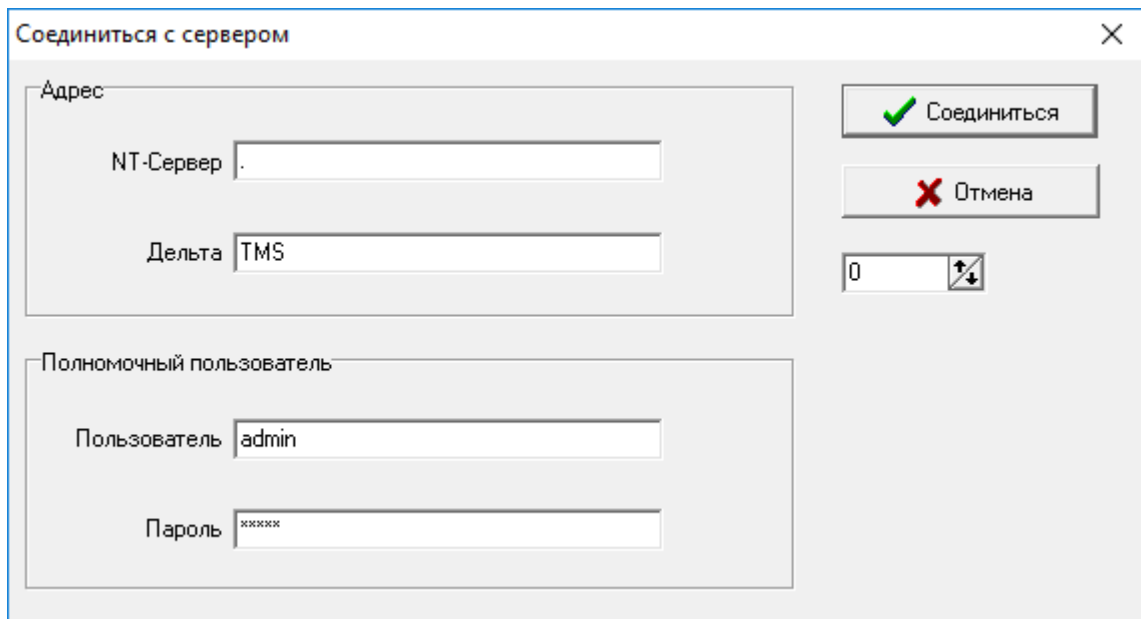 Соединиться с сервером
Адрес
NT-Сервер .
Дельта TMS
Соединиться
Отмена
0
Полномочный пользователь
Пользователь admin
Пароль *****